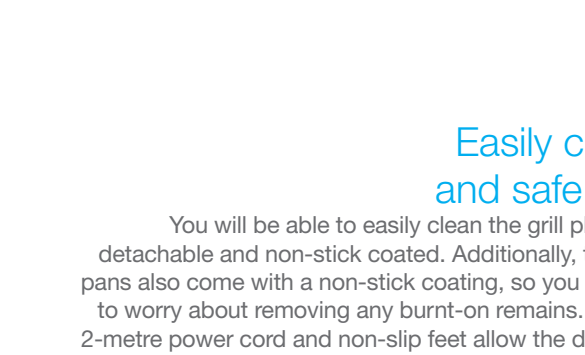 Easily c
and safe
You will be able to easily clean the grill pl
detachable and non-stick coated. Additionally,
pans also come with a non-stick coating, so you
to worry about removing any burnt-on remains.
2-metre power cord and non-slip feet allow the d